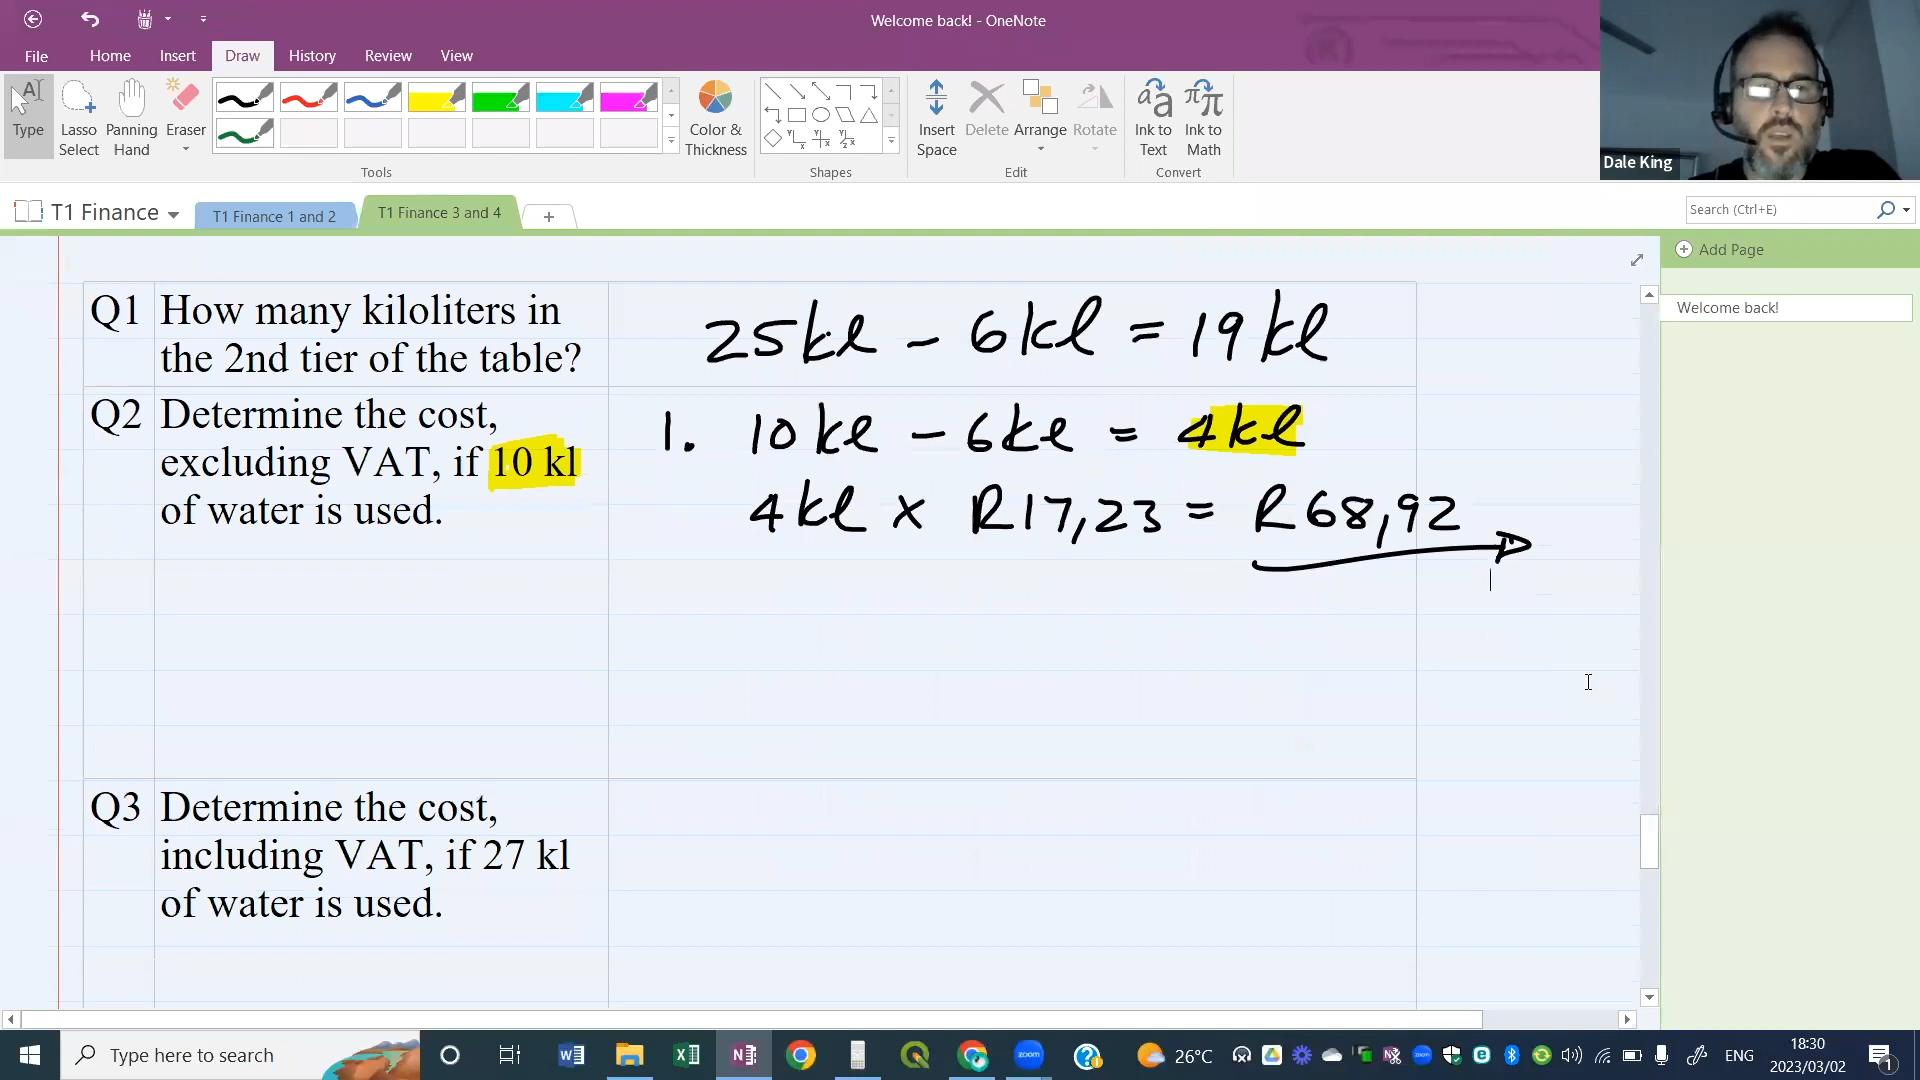 Welcome back! - OneNote
File Home Insert Draw History Review View
Type
Lasso Select
Panning Hand
Eraser
Color & Thickness
Insert Space
Delete
Arrange
Rotate
Ink to Text
Ink to Math
Tools
Shapes
Edit
Convert
Dale King
T1 Finance
T1 Finance 1 and 2
T1 Finance 3 and 4
Search (Ctrl+E)
Add Page
Welcome back!
Q1 How many kiloliters in
the 2nd tier of the table?
25kl - 6kl = 19kl
Q2 Determine the cost,
excluding VAT, if 10 kl
of water is used.
1. 10kl - 6kl = 4kl
4kl x R17,23 = R68,92
Q3 Determine the cost,
including VAT, if 27 kl
of water is used.
Type here to search
26°C
ENG
18:30
2023/03/02